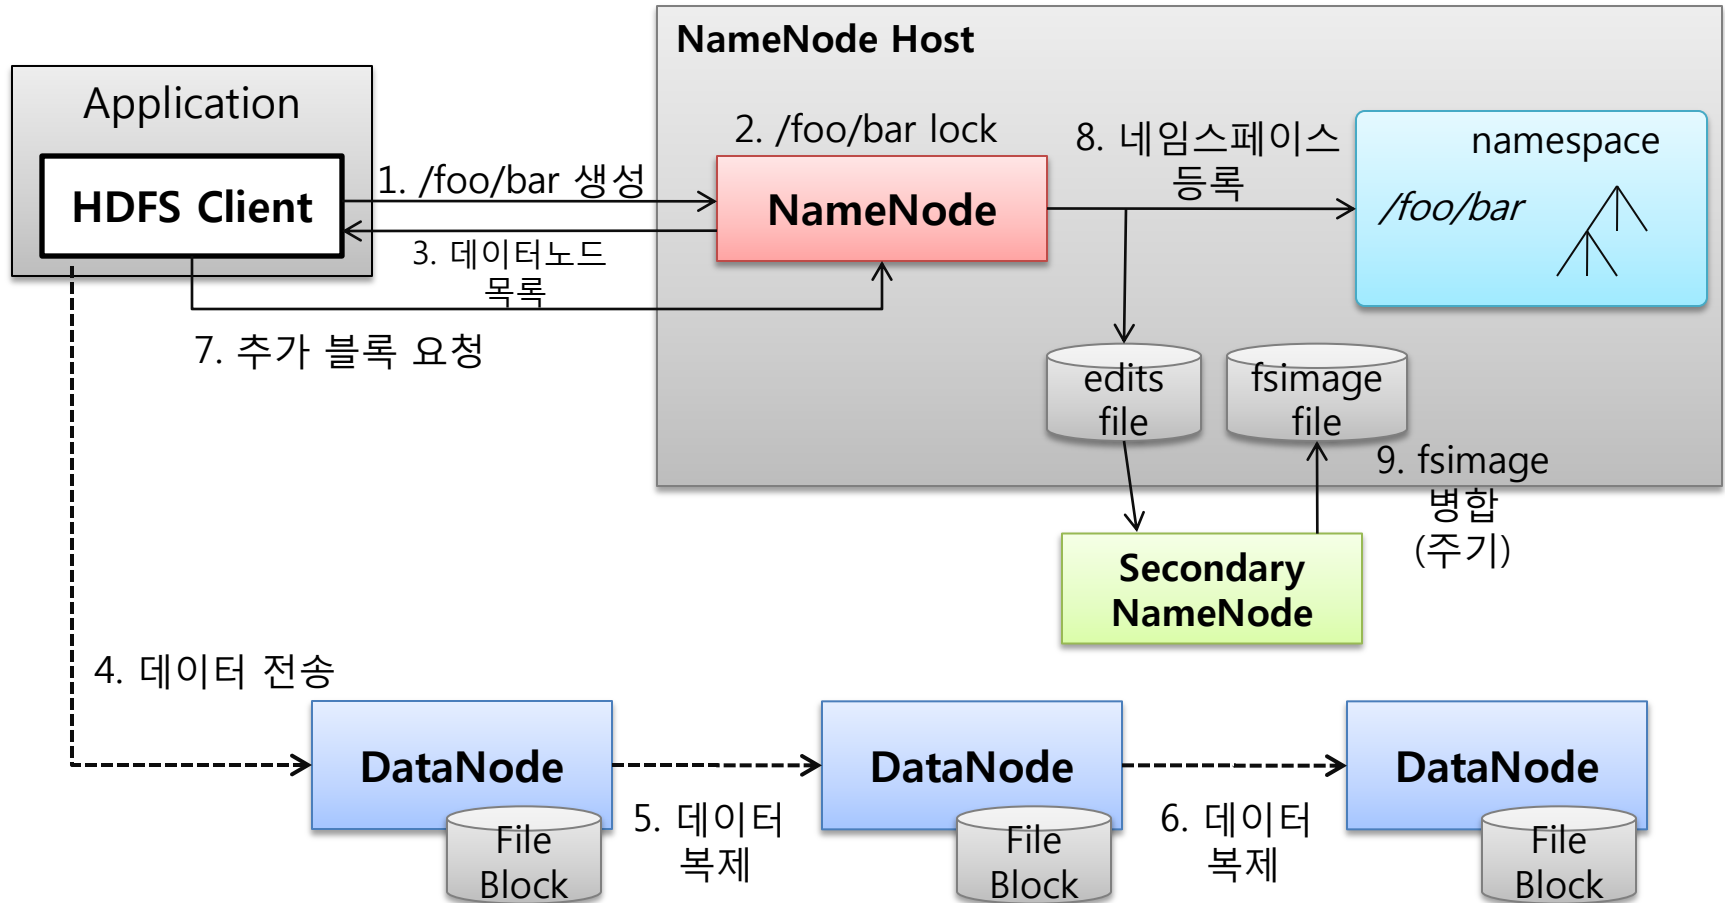 NameNode Host
Application
2. /foo/bar lock
8. 네임스페이스
등록
namespace
/foo/bar
HDFS Client
1. /foo/bar 생성
NameNode
3. 데이터노드
목록
7. 추가 블록 요청
edits
file
fsimage
file
9. fsimage
병합
(주기)
Secondary
NameNode
4. 데이터 전송
DataNode
DataNode
DataNode
5. 데이터
복제
6. 데이터
복제
File
Block
File
Block
File
Block